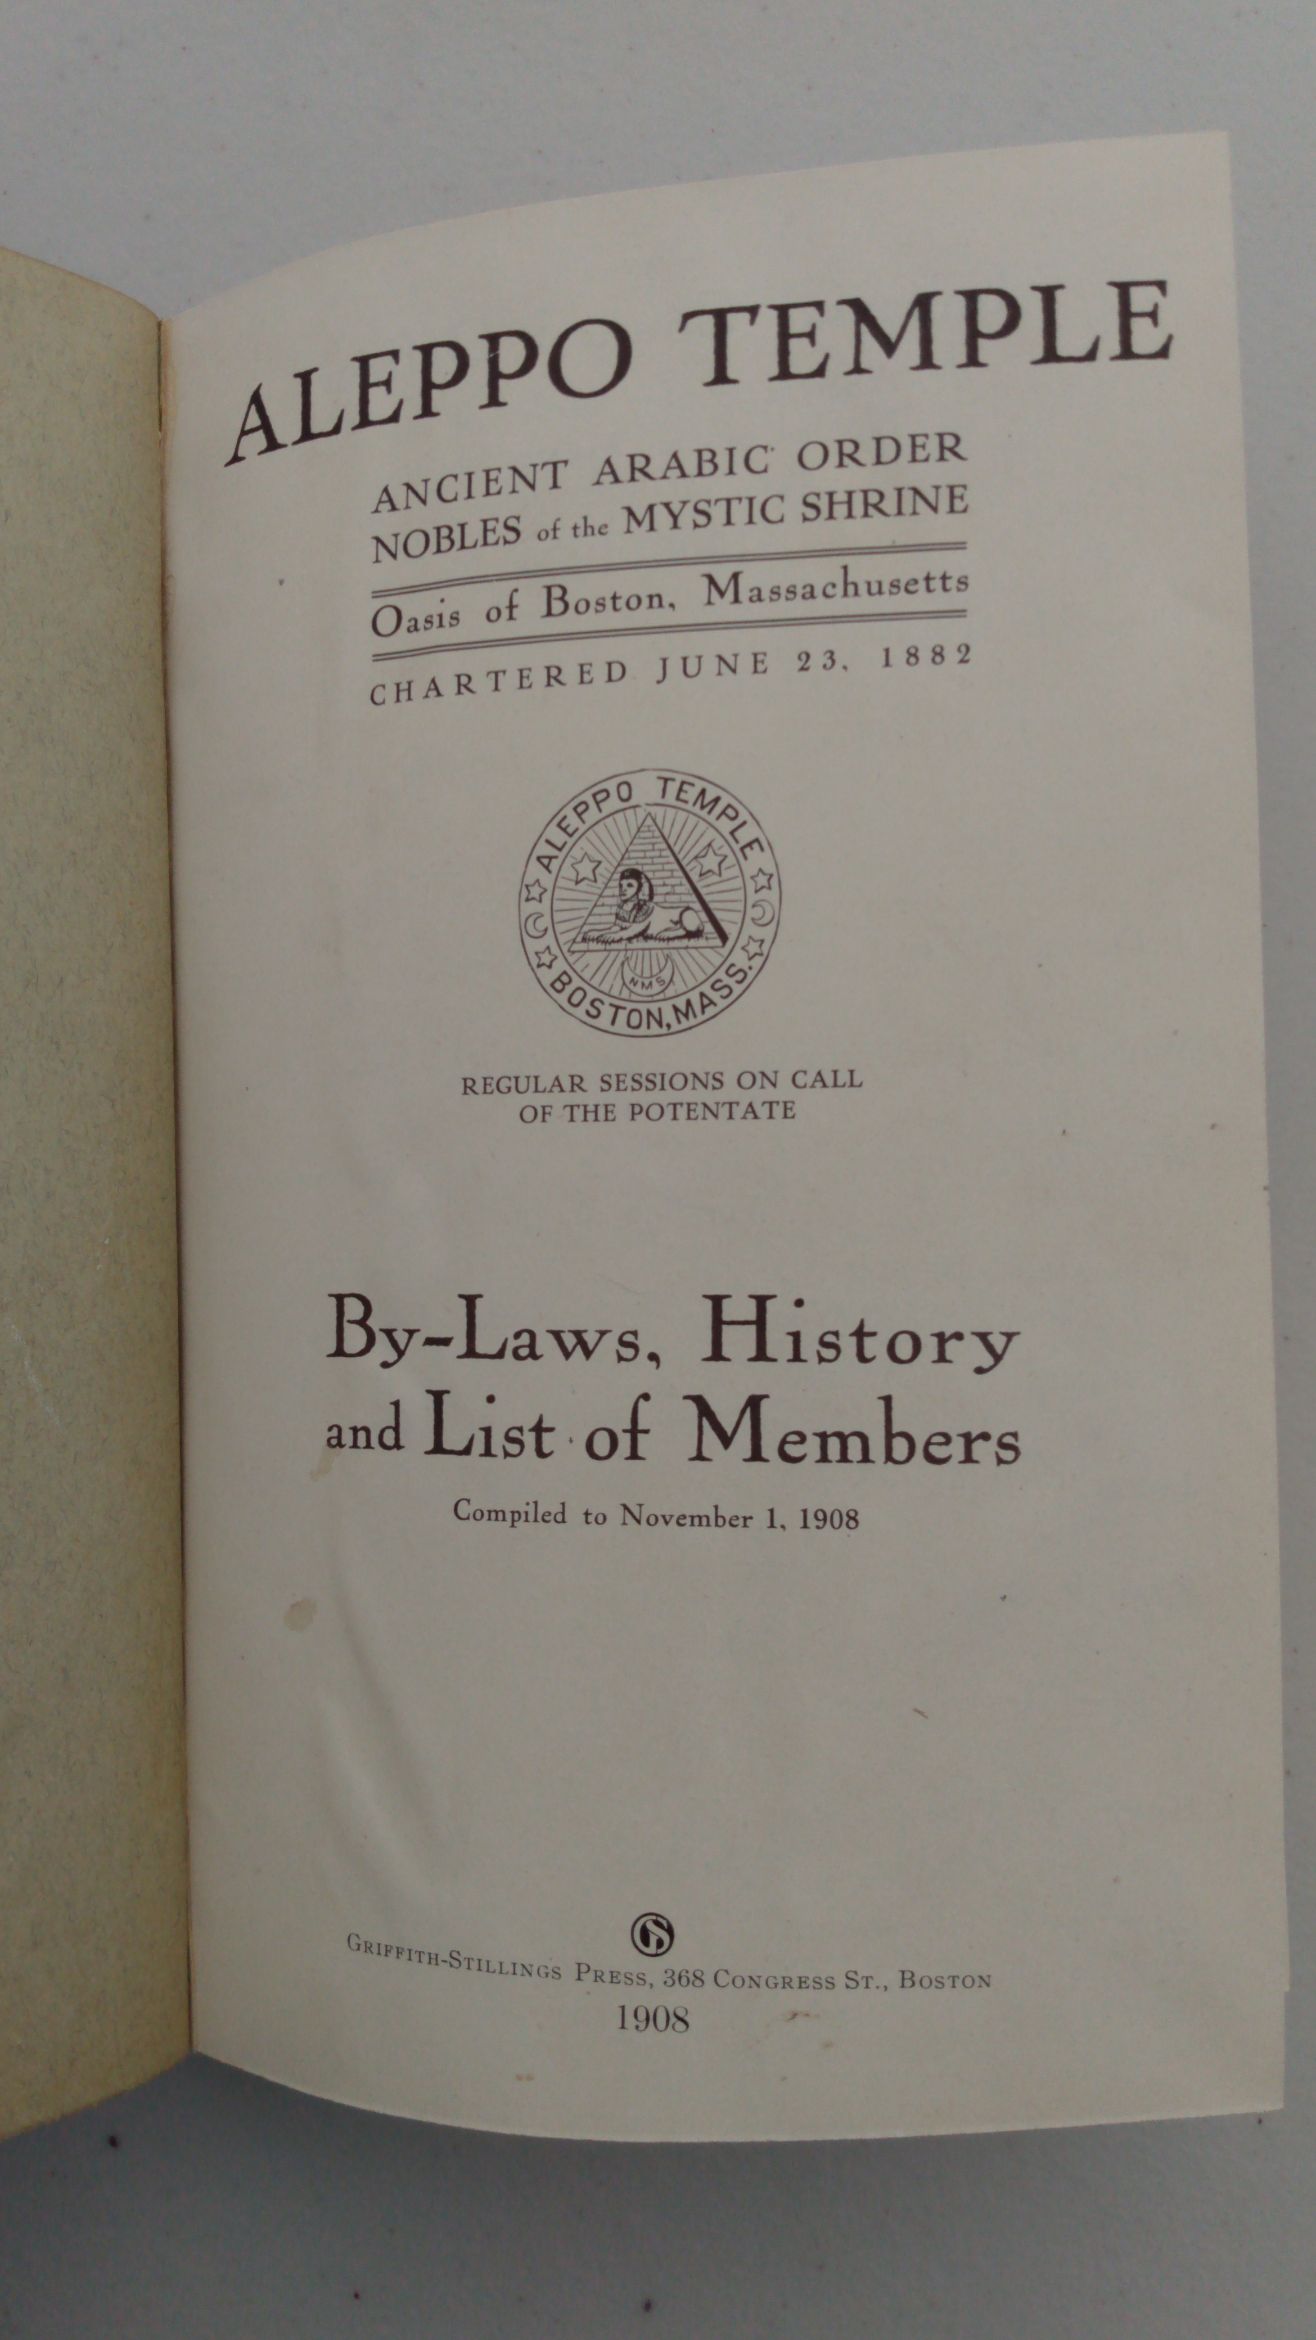 ALEPPO TEMPLE
ANCIENT ARABIC ORDER
NOBLES of the MYSTIC SHRINE
Oasis of Boston, Massachusetts
CHARTERED JUNE 23, 1882
ALEPPO TEMPLE
NMS
BOSTON, MASS.
REGULAR SESSIONS ON CALL
OF THE POTENTATE
By-Laws, History
and List of Members
Compiled to November 1, 1908
GRIFFITH-STILLINGS PRESS, 368 CONGRESS ST., BOSTON
1908